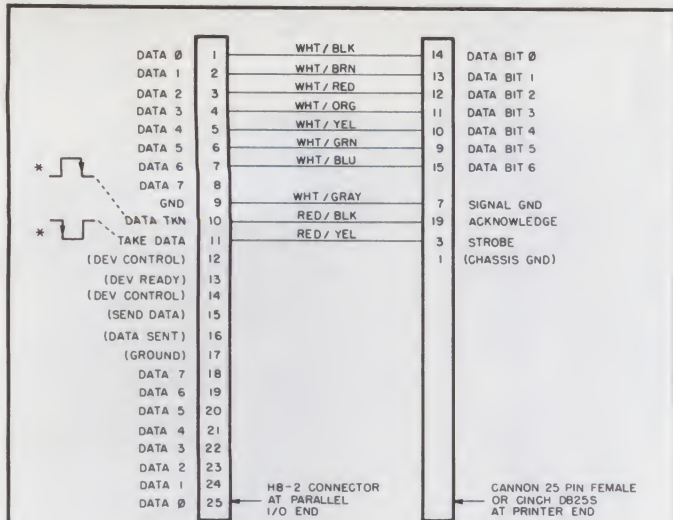 DATA Ø 1 WHT/BLK 14 DATA BIT Ø
DATA 1 2 WHT/BRN 13 DATA BIT 1
DATA 2 3 WHT/RED 12 DATA BIT 2
DATA 3 4 WHT/ORG 11 DATA BIT 3
DATA 4 5 WHT/YEL 10 DATA BIT 4
DATA 5 6 WHT/GRN 9 DATA BIT 5
* DATA 6 7 WHT/BLU 15 DATA BIT 6
DATA 7 8
GND 9 WHT/GRAY 7 SIGNAL GND
* DATA TKN 10 RED/BLK 19 ACKNOWLEDGE
TAKE DATA 11 RED/YEL 3 STROBE
(DEV CONTROL) 12 1 (CHASSIS GND)
(DEV READY) 13
(DEV CONTROL) 14
(SEND DATA) 15
(DATA SENT) 16
(GROUND) 17
DATA 7 18
DATA 6 19
DATA 5 20
DATA 4 21
DATA 3 22
DATA 2 23
DATA 1 24
DATA Ø 25
H8-2 CONNECTOR
AT PARALLEL
I/O END
CANNON 25 PIN FEMALE
OR CINCH DB25S
AT PRINTER END